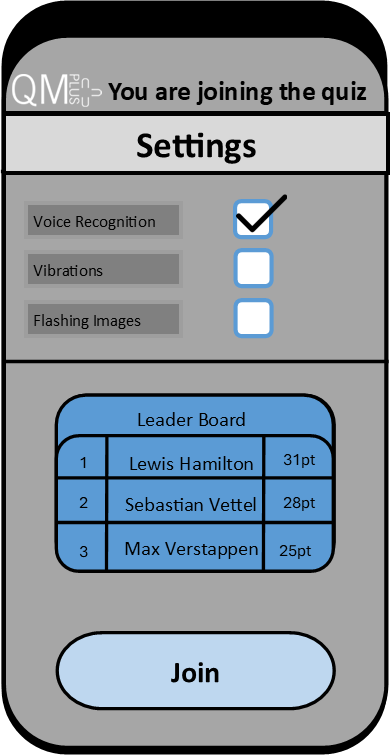 QM PLUS You are joining the quiz
Settings
Voice Recognition
Vibrations
Flashing Images
Leader Board
1 Lewis Hamilton 31pt
2 Sebastian Vettel 28pt
3 Max Verstappen 25pt
Join